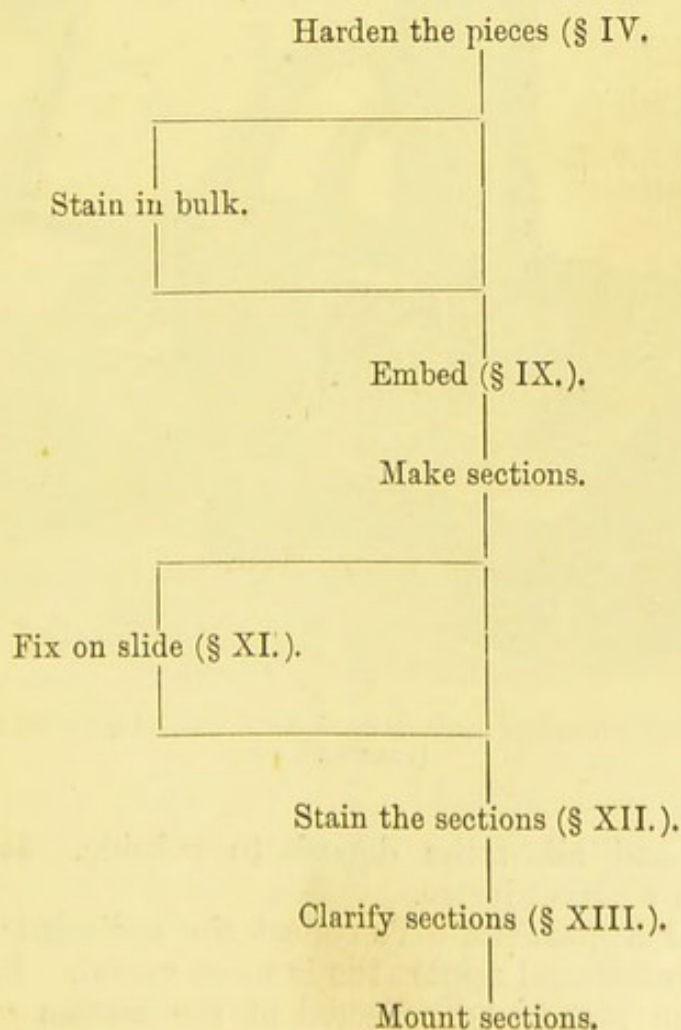 Harden the pieces (§ IV.
Stain in bulk.
Embed (§ IX.).
Make sections.
Fix on slide (§ XI.).
Stain the sections (§ XII.).
Clarify sections (§ XIII.).
Mount sections.